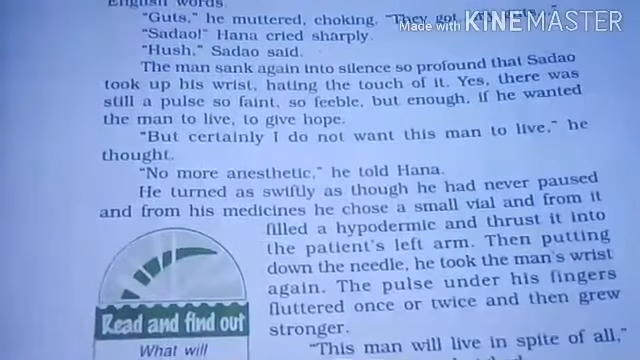 English words.
"Guts," he muttered, choking. "They got
Made with KINEMASTER
"Sadao!" Hana cried sharply.
"Hush," Sadao said.
The man sank again into silence so profound that Sadao
took up his wrist, hating the touch of it. Yes, there was
still a pulse so faint, so feeble, but enough, if he wanted
the man to live, to give hope.
"But certainly I do not want this man to live," he
thought.
"No more anesthetic," he told Hana.
He turned as swiftly as though he had never paused
and from his medicines he chose a small vial and from it
filled a hypodermic and thrust it into
the patient's left arm. Then putting
down the needle, he took the man's wrist
again. The pulse under his fingers
fluttered once or twice and then grew
stronger.
"This man will live in spite of all,"
Read and find out
What will